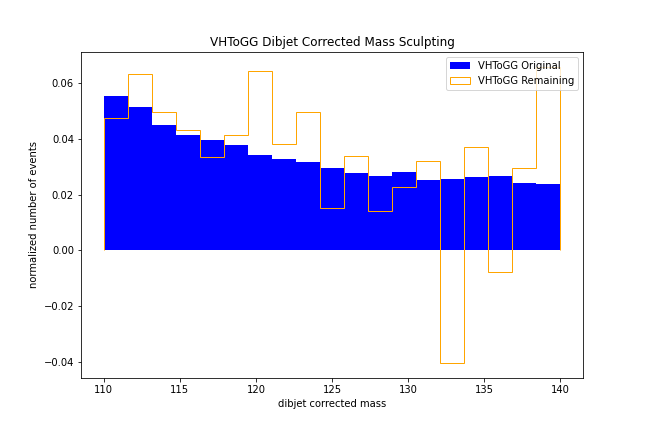 VHToGG Dibjet Corrected Mass Sculpting
VHToGG Original
VHToGG Remaining
normalized number of events
0.06
0.04
0.02
0.00
−0.02
−0.04
110
115
120
125
130
135
140
dibjet corrected mass